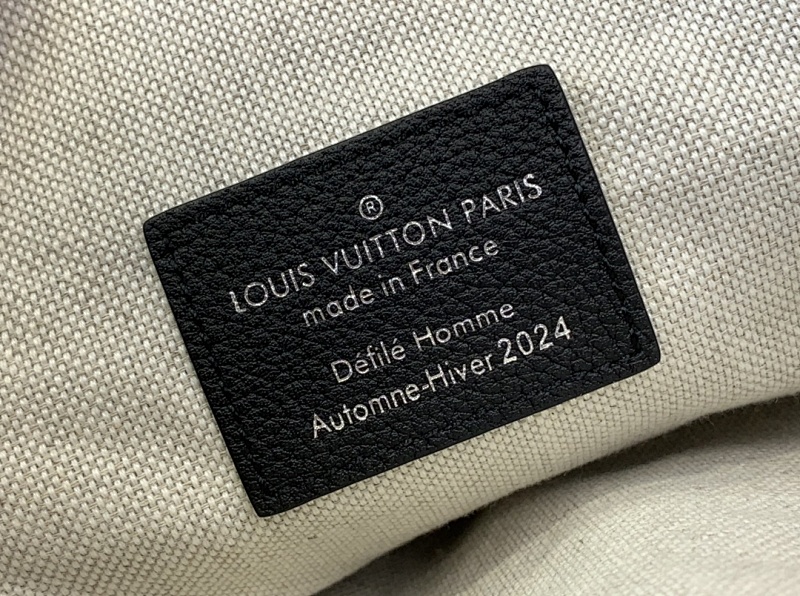 ®
LOUIS VUITTON PARIS
made in France
Défilé Homme
Automne-Hiver 2024